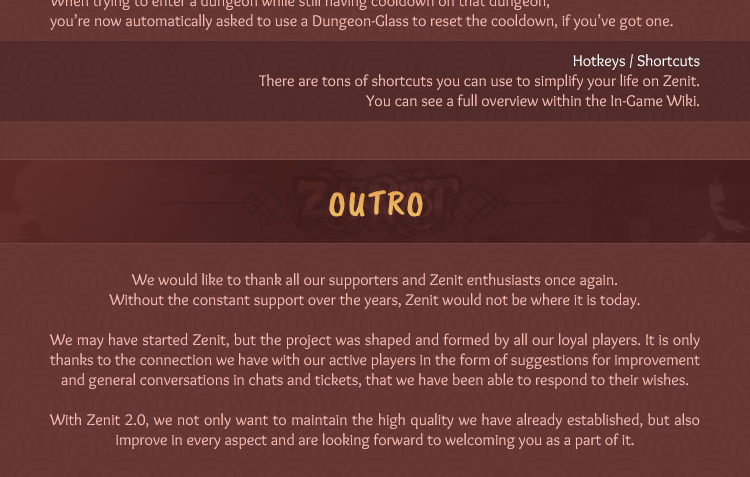 When trying to enter a dungeon while still having cooldown on that dungeon,
you're now automatically asked to use a Dungeon-Glass to reset the cooldown, if you've got one.
Hotkeys / Shortcuts
There are tons of shortcuts you can use to simplify your life on Zenit.
You can see a full overview within the In-Game Wiki.
OUTRO
We would like to thank all our supporters and Zenit enthusiasts once again.
Without the constant support over the years, Zenit would not be where it is today.
We may have started Zenit, but the project was shaped and formed by all our loyal players. It is only
thanks to the connection we have with our active players in the form of suggestions for improvement
and general conversations in chats and tickets, that we have been able to respond to their wishes.
With Zenit 2.0, we not only want to maintain the high quality we have already established, but also
improve in every aspect and are looking forward to welcoming you as a part of it.